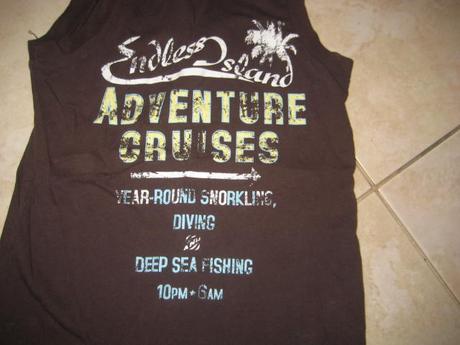 Endless Island
ADVENTURE
CRUISES
YEAR-ROUND SNORKLING,
DIVING
&
DEEP SEA FISHING
10PM * 6AM